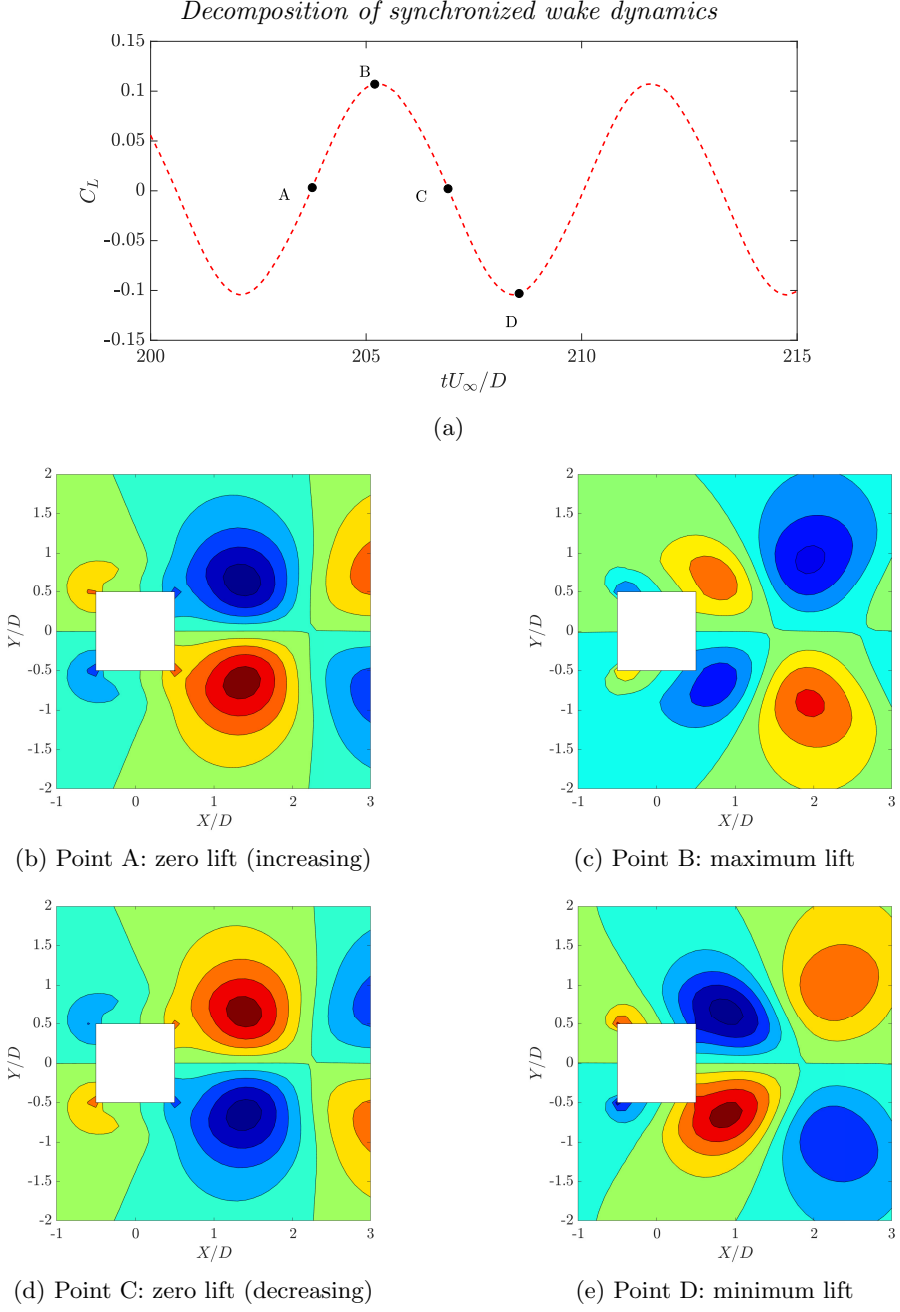 Decomposition of synchronized wake dynamics
0.15
0.1
0.05
0
-0.05
-0.1
-0.15
C_L
A
B
C
D
200 205 210 215
tU_∞/D
(a)
2
1.5
1
0.5
0
-0.5
-1
-1.5
-2
Y/D
-1 0 1 2 3
X/D
(b) Point A: zero lift (increasing)
2
1.5
1
0.5
0
-0.5
-1
-1.5
-2
Y/D
-1 0 1 2 3
X/D
(c) Point B: maximum lift
2
1.5
1
0.5
0
-0.5
-1
-1.5
-2
Y/D
-1 0 1 2 3
X/D
(d) Point C: zero lift (decreasing)
2
1.5
1
0.5
0
-0.5
-1
-1.5
-2
Y/D
-1 0 1 2 3
X/D
(e) Point D: minimum lift